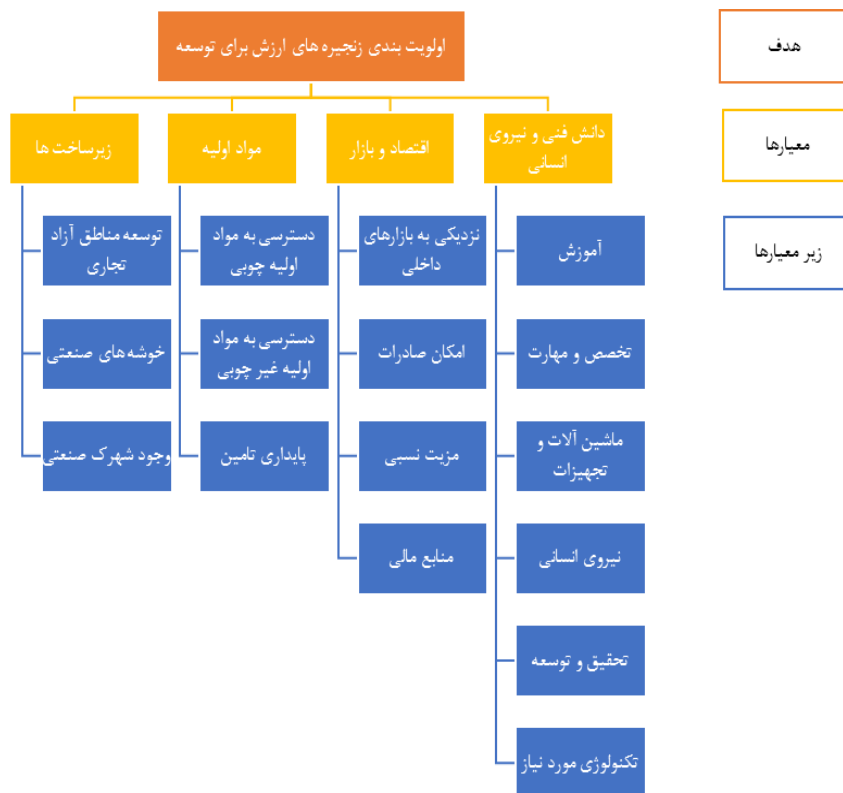 اولویت بندی زنجیره های ارزش برای توسعه
هدف
دانش فنی و نیروی
انسانی
اقتصاد و بازار
مواد اولیه
زیرساخت ها
معیارها
آموزش
نزدیکی به بازارهای
داخلی
دسترسی به مواد
اولیه چوبی
توسعه مناطق آزاد
تجاری
زیر معیارها
تخصص و مهارت
امکان صادرات
دسترسی به مواد
اولیه غیر چوبی
خوشه‌های صنعتی
ماشین آلات و
تجهیزات
مزیت نسبی
پایداری تامین
وجود شهرک صنعتی
نیروی انسانی
منابع مالی
تحقیق و توسعه
تکنولوژی مورد نیاز